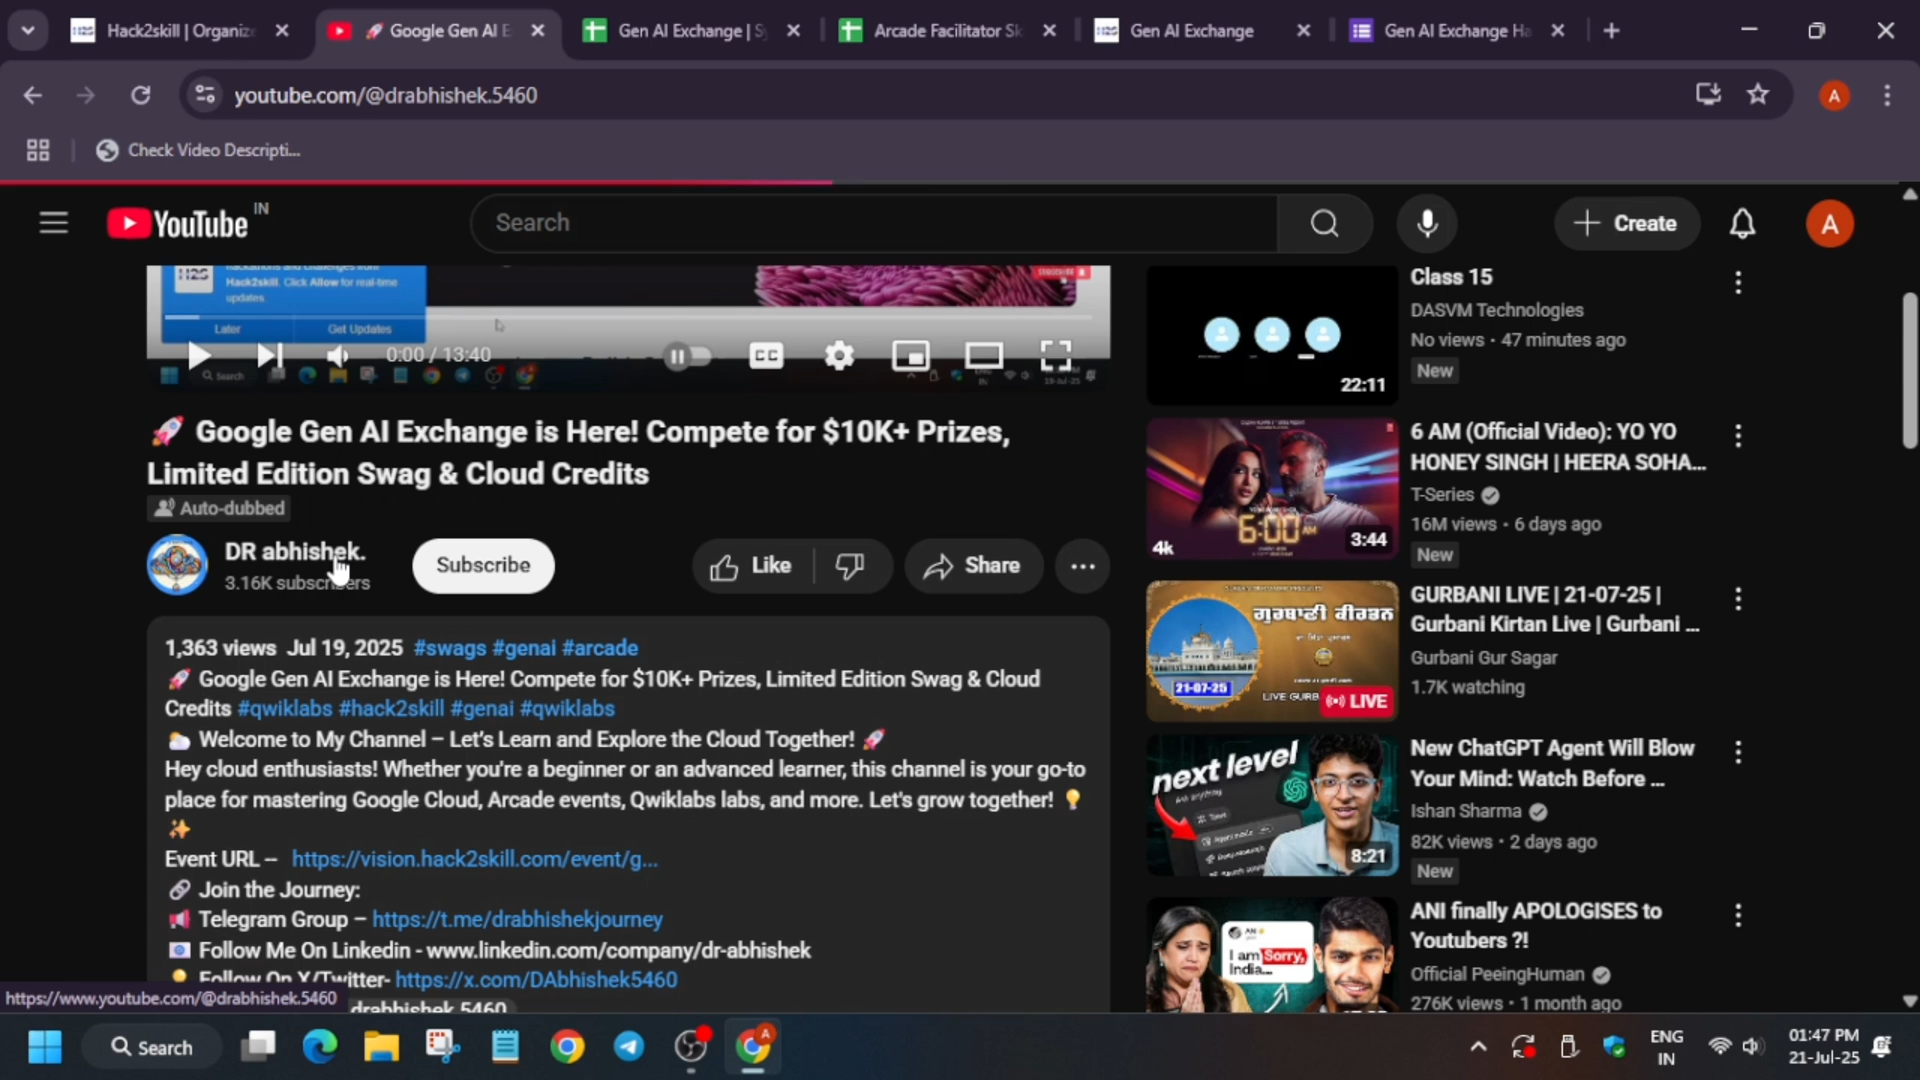 Hack2skill | Organize
🚀 Google Gen AI E
Gen AI Exchange | S
Arcade Facilitator Sk
Gen AI Exchange
Gen AI Exchange Ha
youtube.com/@drabhishek.5460
A
Check Video Descripti...
YouTube IN
Search
Create
A
H2S
Hack2skill. Click Allow for real-time
updates.
Later
Get Updates
0:00 / 13:40
CC
Search
🚀 Google Gen AI Exchange is Here! Compete for $10K+ Prizes,
Limited Edition Swag & Cloud Credits
Auto-dubbed
DR abhishek.
3.16K subscribers
Subscribe
Like
Share
1,363 views Jul 19, 2025 #swags #genai #arcade
🚀 Google Gen AI Exchange is Here! Compete for $10K+ Prizes, Limited Edition Swag & Cloud
Credits #qwiklabs #hack2skill #genai #qwiklabs
🌥️ Welcome to My Channel – Let's Learn and Explore the Cloud Together! 🚀
Hey cloud enthusiasts! Whether you're a beginner or an advanced learner, this channel is your go-to
place for mastering Google Cloud, Arcade events, Qwiklabs labs, and more. Let's grow together! 💡
✨
Event URL – https://vision.hack2skill.com/event/g...
🔗 Join the Journey:
📢 Telegram Group – https://t.me/drabhishekjourney
Follow Me On Linkedin - www.linkedin.com/company/dr-abhishek
Follow On X/Twitter- https://x.com/DAbhishek5460
drabhishek.5460
Class 15
DASVM Technologies
No views • 47 minutes ago
New
22:11
6 AM (Official Video): YO YO
HONEY SINGH | HEERA SOHA...
T-Series
16M views • 6 days ago
New
6:00 AM
4k
3:44
GURBANI LIVE | 21-07-25 |
Gurbani Kirtan Live | Gurbani ...
Gurbani Gur Sagar
1.7K watching
ਗੁਰਬਾਣੀ ਕੀਰਤਨ
21-07-25
LIVE GURB
LIVE
New ChatGPT Agent Will Blow
Your Mind: Watch Before ...
Ishan Sharma
82K views • 2 days ago
New
next level
8:21
ANI finally APOLOGISES to
Youtubers ?!
Official PeeingHuman
276K views • 1 month ago
ANI
I am Sorry,
India...
https://www.youtube.com/@drabhishek.5460
Search
A
ENG
IN
01:47 PM
21-Jul-25